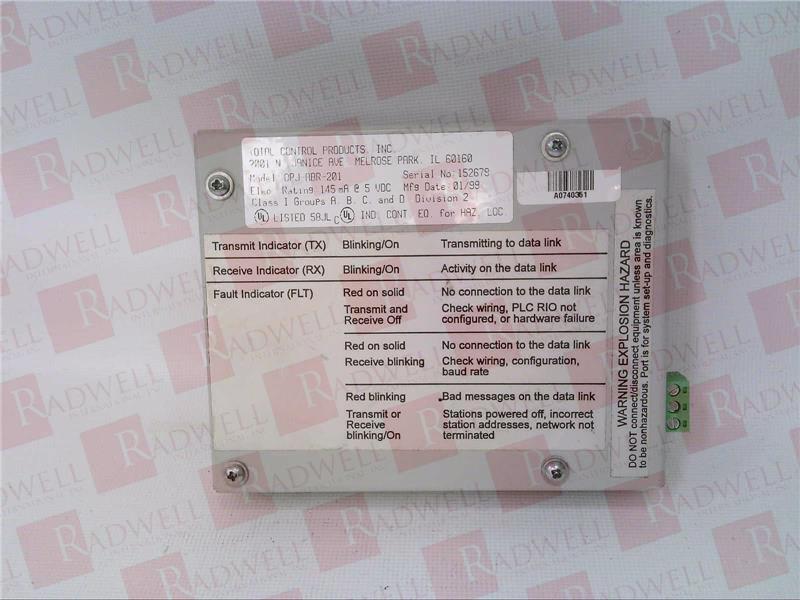 TOTAL CONTROL PRODUCTS, INC.
2001 N. JANICE AVE. MELROSE PARK, IL 60160
Model: Serial No: 152679
Elec. Rating 145 mA @ 5 VDC Mfg Date: 01/99
Class I Groups A, B, C, and D Division 2
UL LISTED 58JL C UL IND. CONT. EQ. for HAZ. LOC.
A0740351
Transmit Indicator (TX) Blinking/On Transmitting to data link
Receive Indicator (RX) Blinking/On Activity on the data link
Fault Indicator (FLT) Red on solid No connection to the data link
Transmit and Check wiring, PLC RIO not
Receive Off configured, or hardware failure
Red on solid No connection to the data link
Receive blinking Check wiring, configuration,
baud rate
Red blinking Bad messages on the data link
Transmit or Stations powered off, incorrect
Receive station addresses, network not
blinking/On terminated
WARNING EXPLOSION HAZARD
DO NOT connect/disconnect equipment unless area is known
to be nonhazardous. Port is for system set-up and diagnostics.
RADWELL